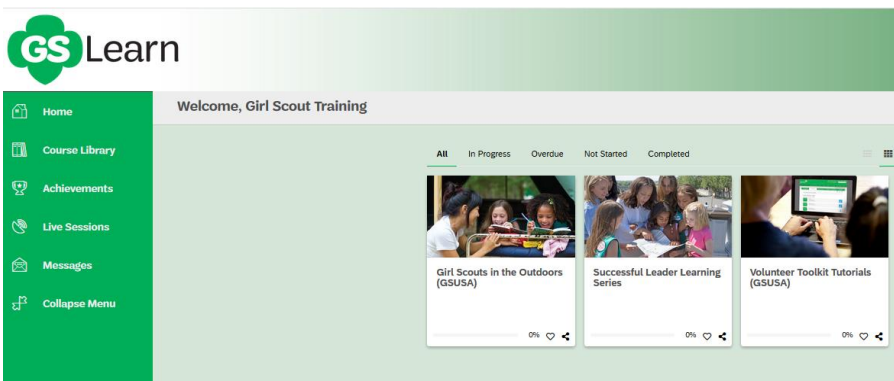 GS Learn
Home
Course Library
Achievements
Live Sessions
Messages
Collapse Menu
Welcome, Girl Scout Training
All In Progress Overdue Not Started Completed
Girl Scouts in the Outdoors
(GSUSA)
0%
Successful Leader Learning
Series
0%
Volunteer Toolkit Tutorials
(GSUSA)
0%